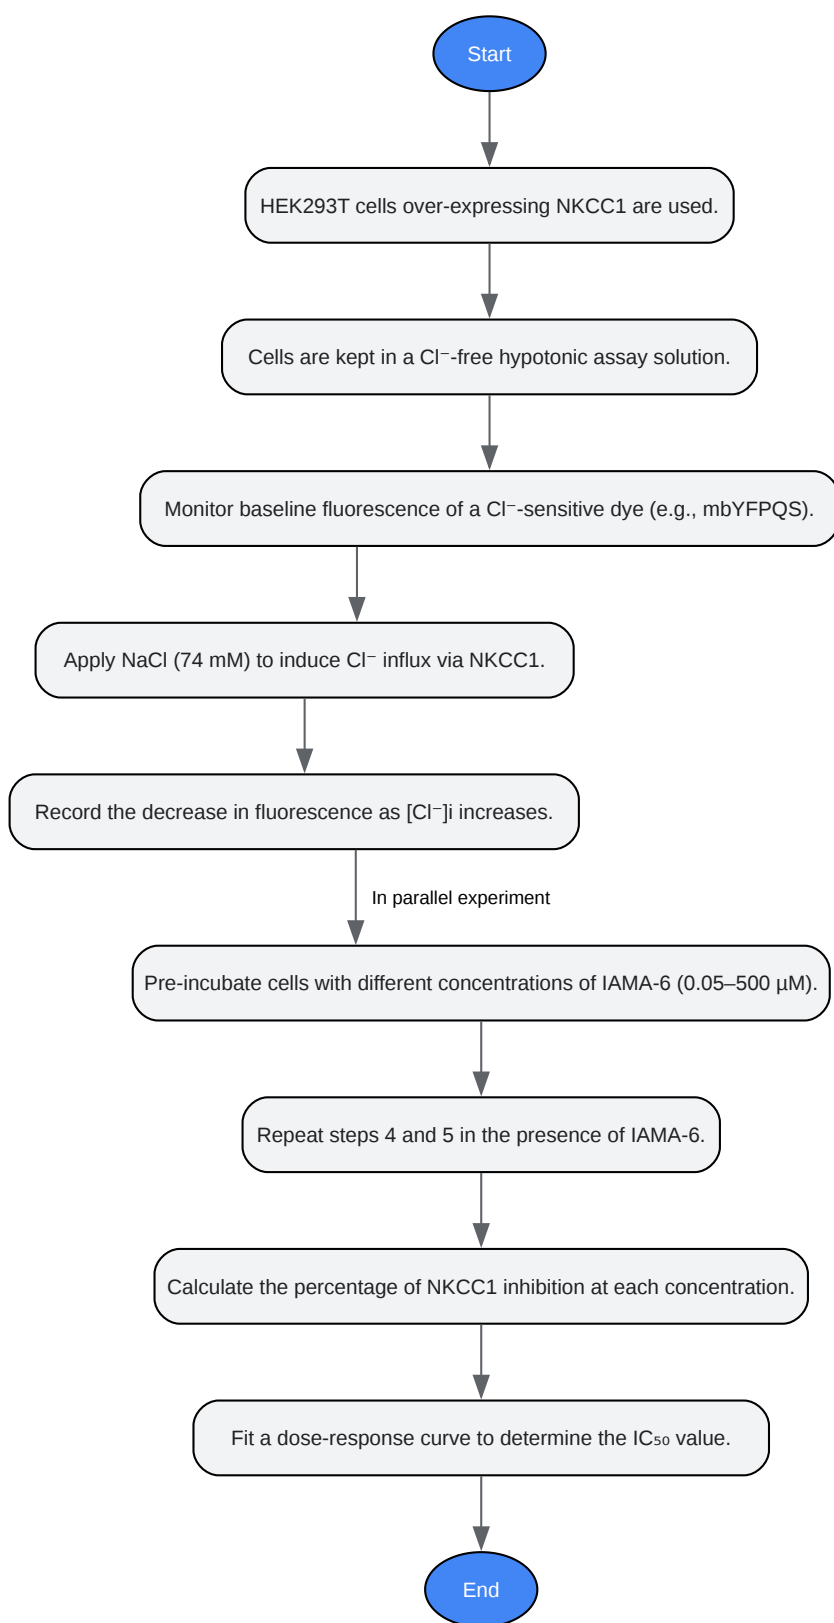 Start
HEK293T cells over-expressing NKCC1 are used.
Cells are kept in a Cl⁻-free hypotonic assay solution.
Monitor baseline fluorescence of a Cl⁻-sensitive dye (e.g., mbYFPQS).
Apply NaCl (74 mM) to induce Cl⁻ influx via NKCC1.
Record the decrease in fluorescence as [Cl⁻]i increases.
In parallel experiment
Pre-incubate cells with different concentrations of IAMA-6 (0.05–500 µM).
Repeat steps 4 and 5 in the presence of IAMA-6.
Calculate the percentage of NKCC1 inhibition at each concentration.
Fit a dose-response curve to determine the IC₅₀ value.
End